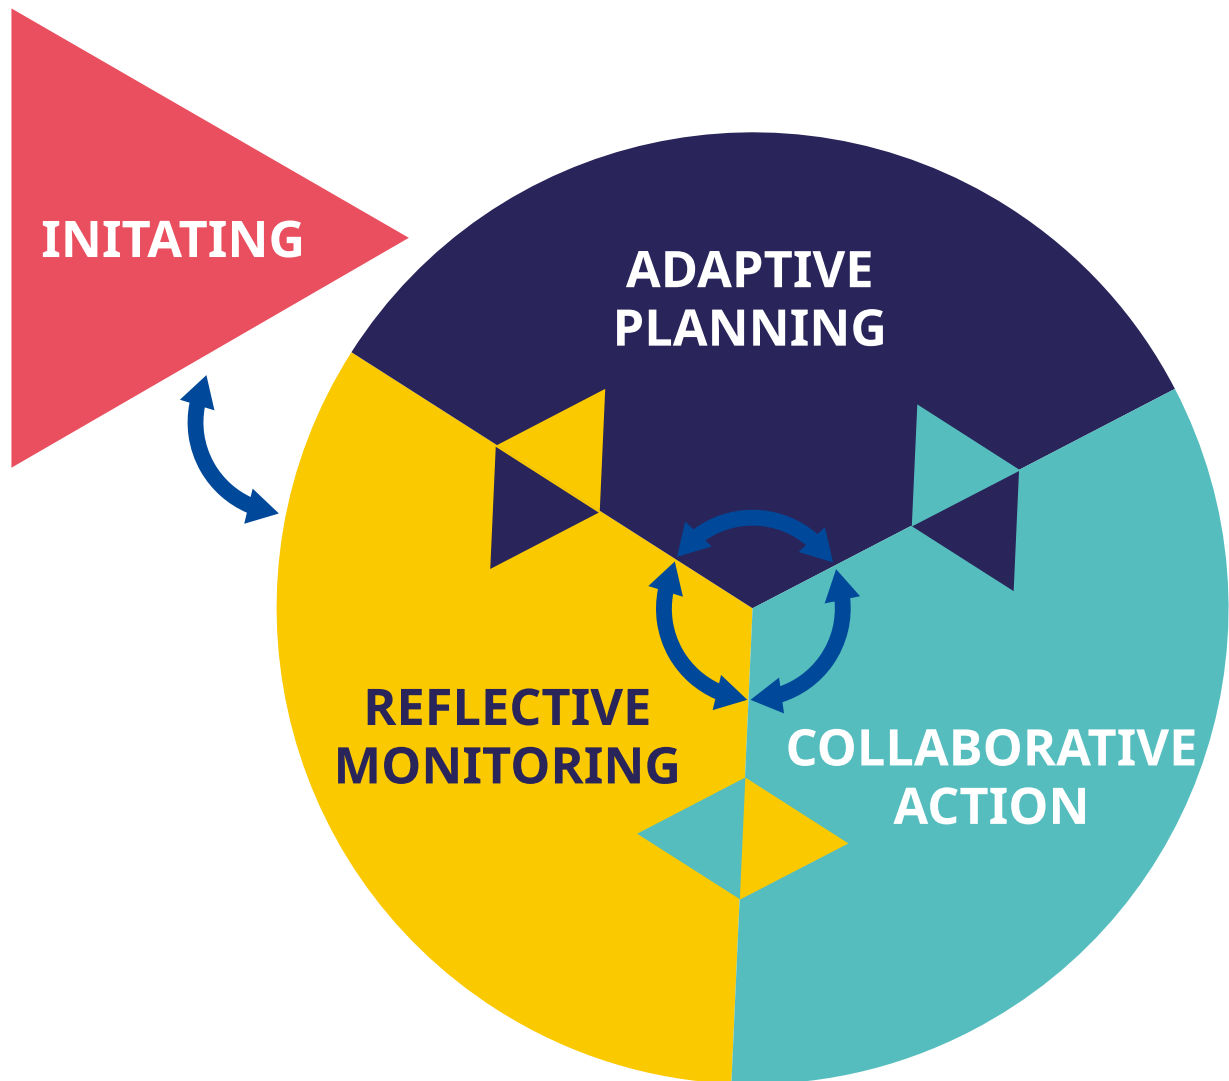 INITATING
ADAPTIVE
PLANNING
REFLECTIVE
MONITORING
COLLABORATIVE
ACTION